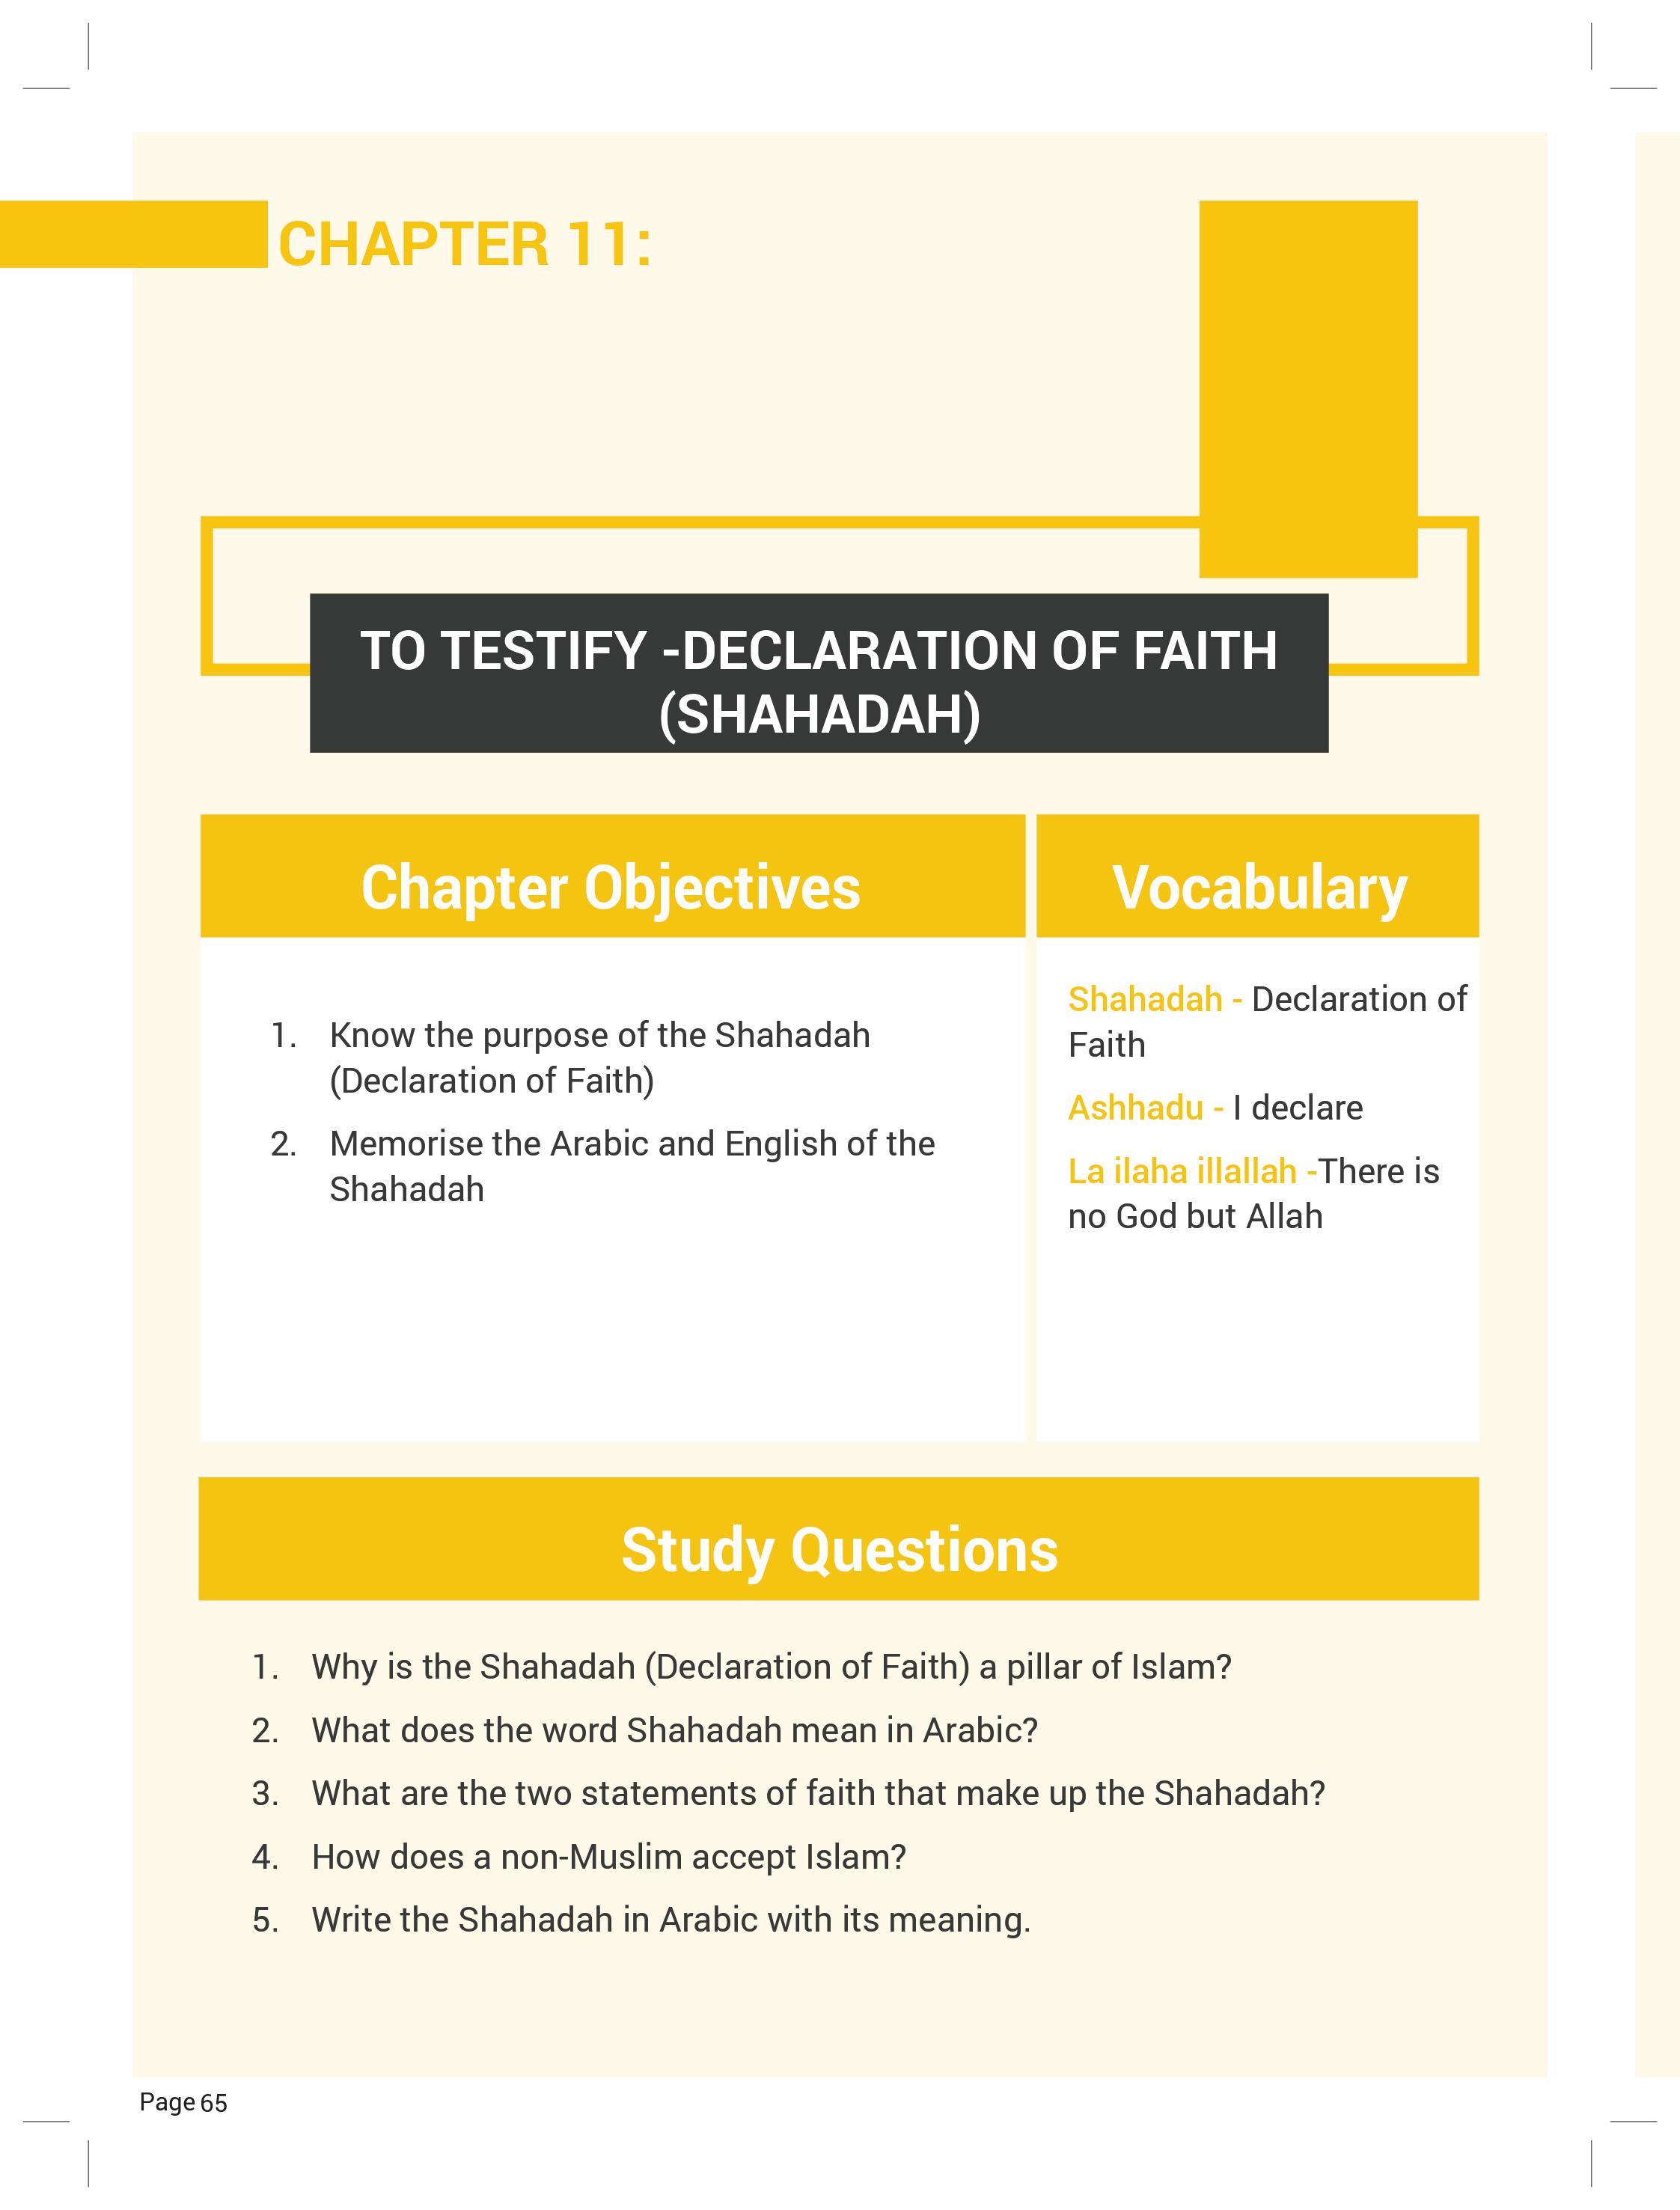 CHAPTER 11:
TO TESTIFY -DECLARATION OF FAITH
(SHAHADAH)
Chapter Objectives
1. Know the purpose of the Shahadah
(Declaration of Faith)
2. Memorise the Arabic and English of the
Shahadah
Vocabulary
Shahadah - Declaration of
Faith
Ashhadu - I declare
La ilaha illallah -There is
no God but Allah
Study Questions
1. Why is the Shahadah (Declaration of Faith) a pillar of Islam?
2. What does the word Shahadah mean in Arabic?
3. What are the two statements of faith that make up the Shahadah?
4. How does a non-Muslim accept Islam?
5. Write the Shahadah in Arabic with its meaning.
Page 65